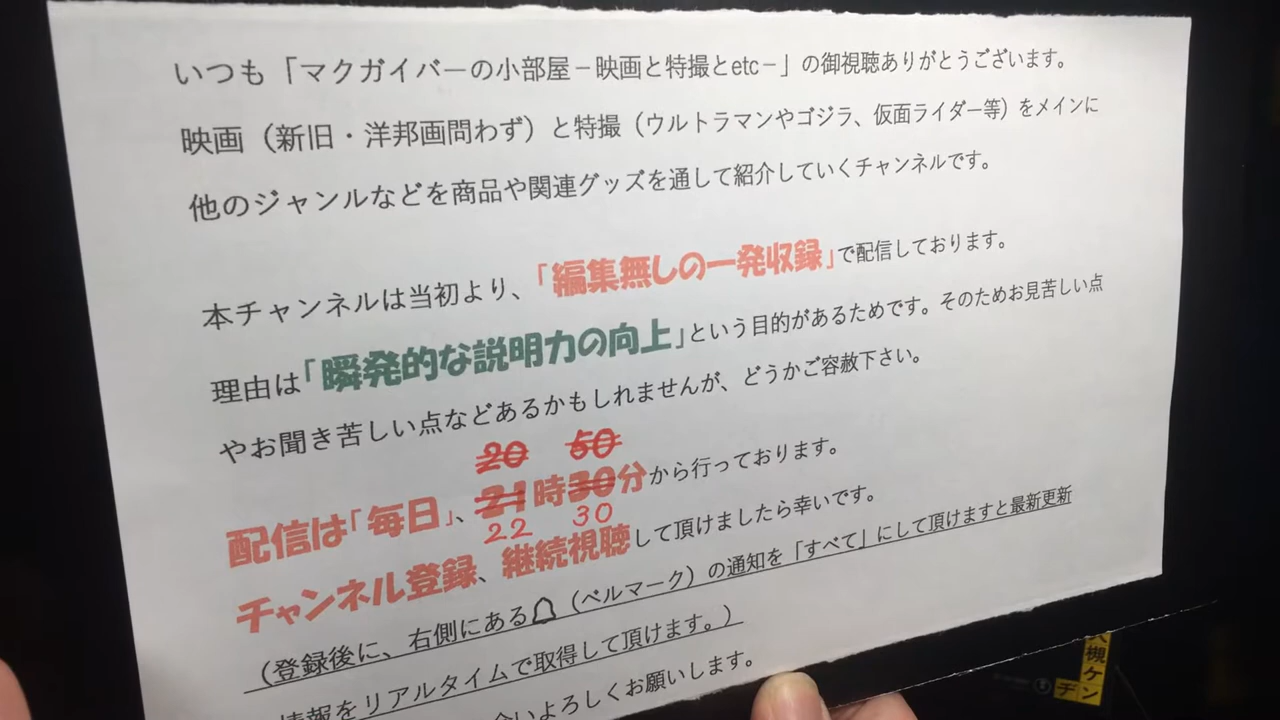 いつも「マクガイバーの小部屋－映画と特撮とetc－」の御視聴ありがとうございます。
映画（新旧・洋邦画問わず）と特撮（ウルトラマンやゴジラ、仮面ライダー等）をメインに
他のジャンルなどを商品や関連グッズを通して紹介していくチャンネルです。
本チャンネルは当初より、「編集無しの一発収録」で配信しております。
理由は「瞬発的な説明力の向上」という目的があるためです。そのためお見苦しい点
やお聞き苦しい点などあるかもしれませんが、どうかご容赦下さい。
20 50
配信は「毎日」、21時30分から行っております。
22 30
チャンネル登録、継続視聴して頂けましたら幸いです。
（登録後に、右側にある（ベルマーク）の通知を「すべて」にして頂けますと最新更新
情報をリアルタイムで取得して頂けます。）
いよろしくお願いします。
槻ケン
ヂ